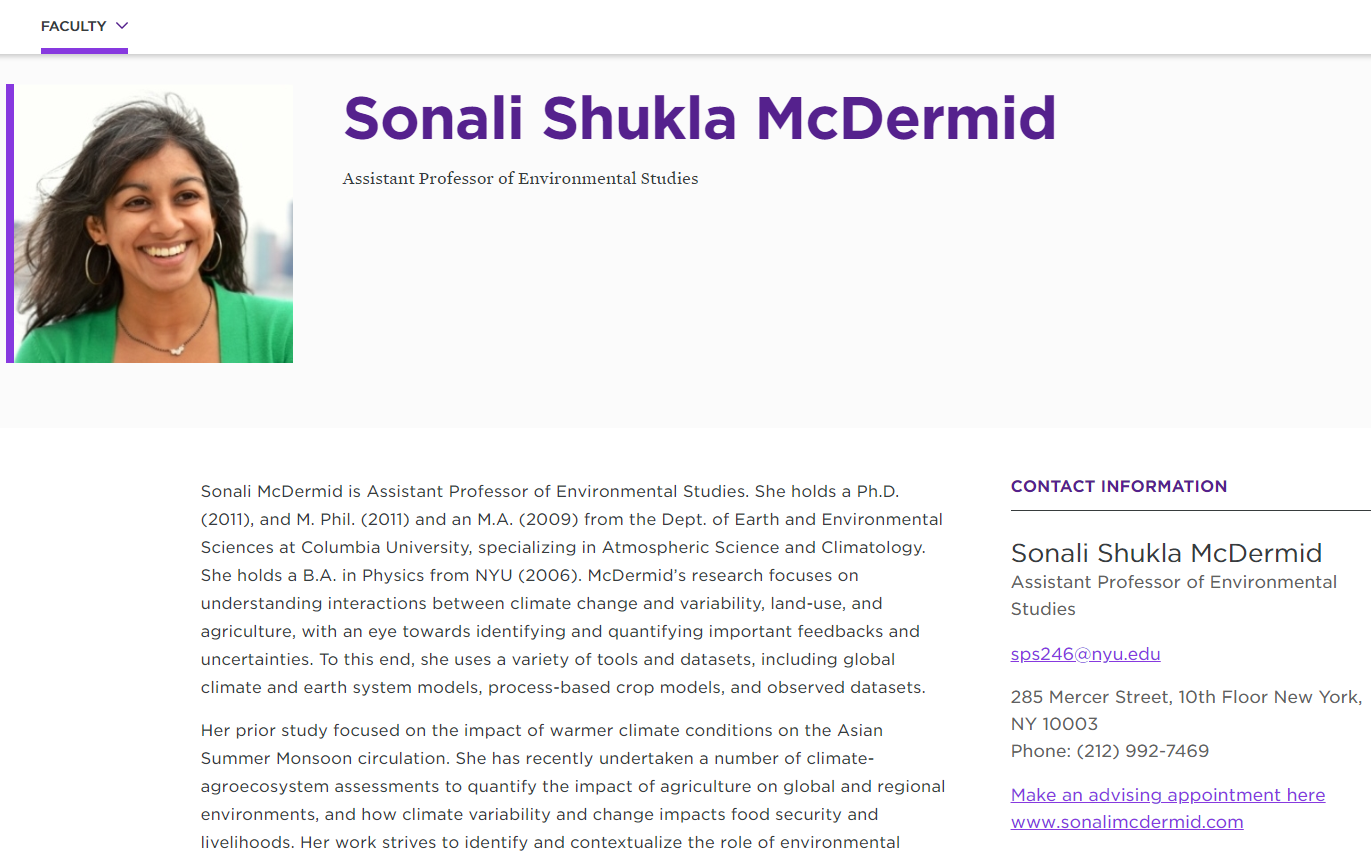 FACULTY
Sonali Shukla McDermid
Assistant Professor of Environmental Studies
Sonali McDermid is Assistant Professor of Environmental Studies. She holds a Ph.D.
(2011), and M. Phil. (2011) and an M.A. (2009) from the Dept. of Earth and Environmental
Sciences at Columbia University, specializing in Atmospheric Science and Climatology.
She holds a B.A. in Physics from NYU (2006). McDermid’s research focuses on
understanding interactions between climate change and variability, land-use, and
agriculture, with an eye towards identifying and quantifying important feedbacks and
uncertainties. To this end, she uses a variety of tools and datasets, including global
climate and earth system models, process-based crop models, and observed datasets.
Her prior study focused on the impact of warmer climate conditions on the Asian
Summer Monsoon circulation. She has recently undertaken a number of climate-
agroecosystem assessments to quantify the impact of agriculture on global and regional
environments, and how climate variability and change impacts food security and
livelihoods. Her work strives to identify and contextualize the role of environmental
CONTACT INFORMATION
Sonali Shukla McDermid
Assistant Professor of Environmental
Studies
sps246@nyu.edu
285 Mercer Street, 10th Floor New York,
NY 10003
Phone: (212) 992-7469
Make an advising appointment here
www.sonalimcdermid.com